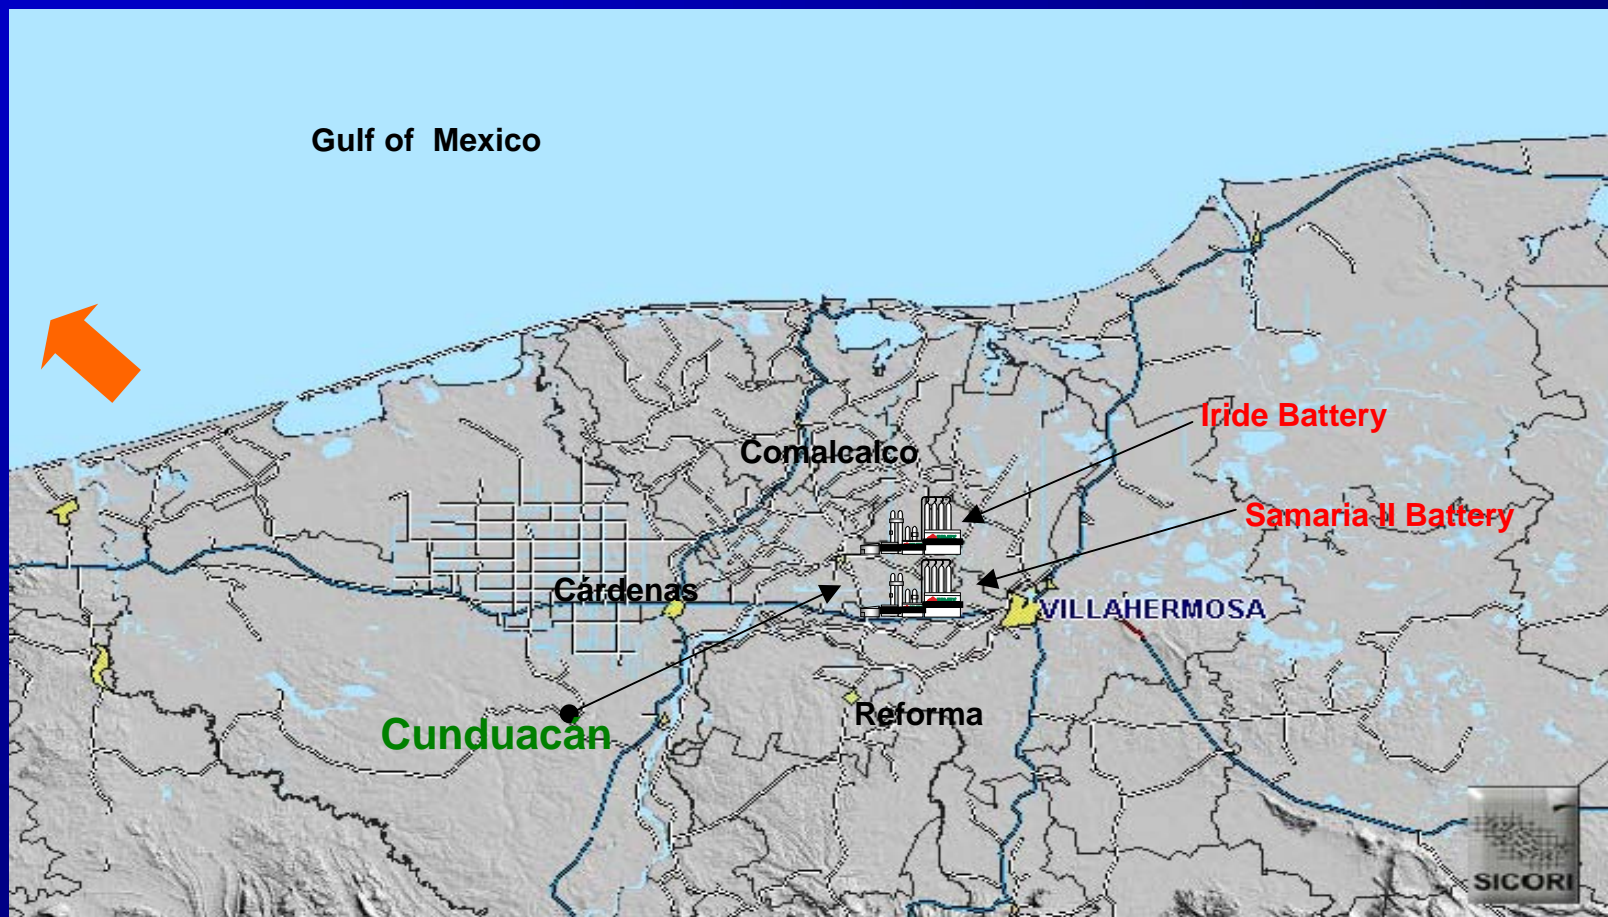 Gulf of Mexico
Iride Battery
Comalcalco
Samaria II Battery
Cárdenas
VILLAHERMOSA
Reforma
Cunduacán
SICORI